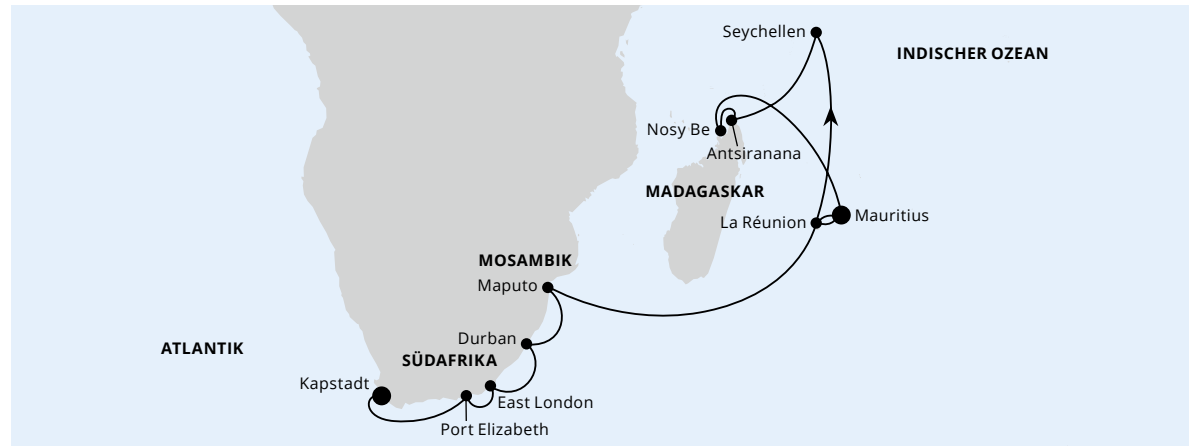 Seychellen
INDISCHER OZEAN
Nosy Be
Antsiranana
MADAGASKAR
La Réunion
Mauritius
MOSAMBIK
Maputo
Durban
ATLANTIK
SÜDAFRIKA
Kapstadt
East London
Port Elizabeth